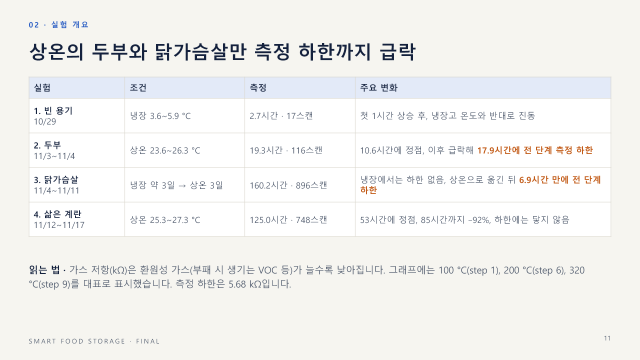 02 · 실험 개요
상온의 두부와 닭가슴살만 측정 하한까지 급락
실험 조건 측정 주요 변화
1. 빈 용기
10/29
냉장 3.6~5.9 °C 2.7시간 · 17스캔 첫 1시간 상승 후, 냉장고 온도와 반대로 진동
2. 두부
11/3~11/4
상온 23.6~26.3 °C 19.3시간 · 116스캔 10.6시간에 정점, 이후 급락해 17.9시간에 전 단계 측정 하한
3. 닭가슴살
11/4~11/11
냉장 약 3일 → 상온 3일 160.2시간 · 896스캔 냉장에서는 하한 없음, 상온으로 옮긴 뒤 6.9시간 만에 전 단계
하한
4. 삶은 계란
11/12~11/17
상온 25.3~27.3 °C 125.0시간 · 748스캔 53시간에 정점, 85시간까지 –92%, 하한에는 닿지 않음
읽는 법 · 가스 저항(kΩ)은 환원성 가스(부패 시 생기는 VOC 등)가 늘수록 낮아집니다. 그래프에는 100 °C(step 1), 200 °C(step 6), 320
°C(step 9)를 대표로 표시했습니다. 측정 하한은 5.68 kΩ입니다.
SMART FOOD STORAGE · FINAL
11